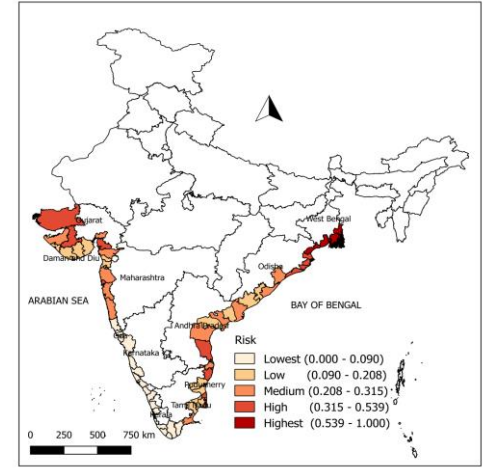 West Bengal
Gujarat
Odisha
Daman and Diu
Maharashtra
ARABIAN SEA
BAY OF BENGAL
Andhra Pradesh
Goa
Karnataka
Risk
Lowest (0.000 - 0.090)
Low (0.090 - 0.208)
Puducherry
Medium (0.208 - 0.315)
Tamil Nadu
High (0.315 - 0.539)
Kerala
Highest (0.539 - 1.000)
0 250 500 750 km